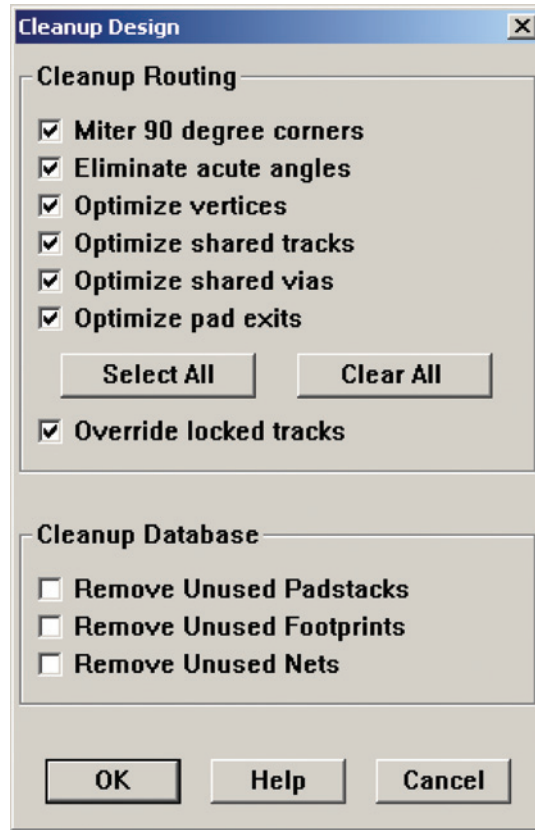 Cleanup Design
Cleanup Routing
Miter 90 degree corners
Eliminate acute angles
Optimize vertices
Optimize shared tracks
Optimize shared vias
Optimize pad exits
Select All Clear All
Override locked tracks
Cleanup Database
Remove Unused Padstacks
Remove Unused Footprints
Remove Unused Nets
OK Help Cancel